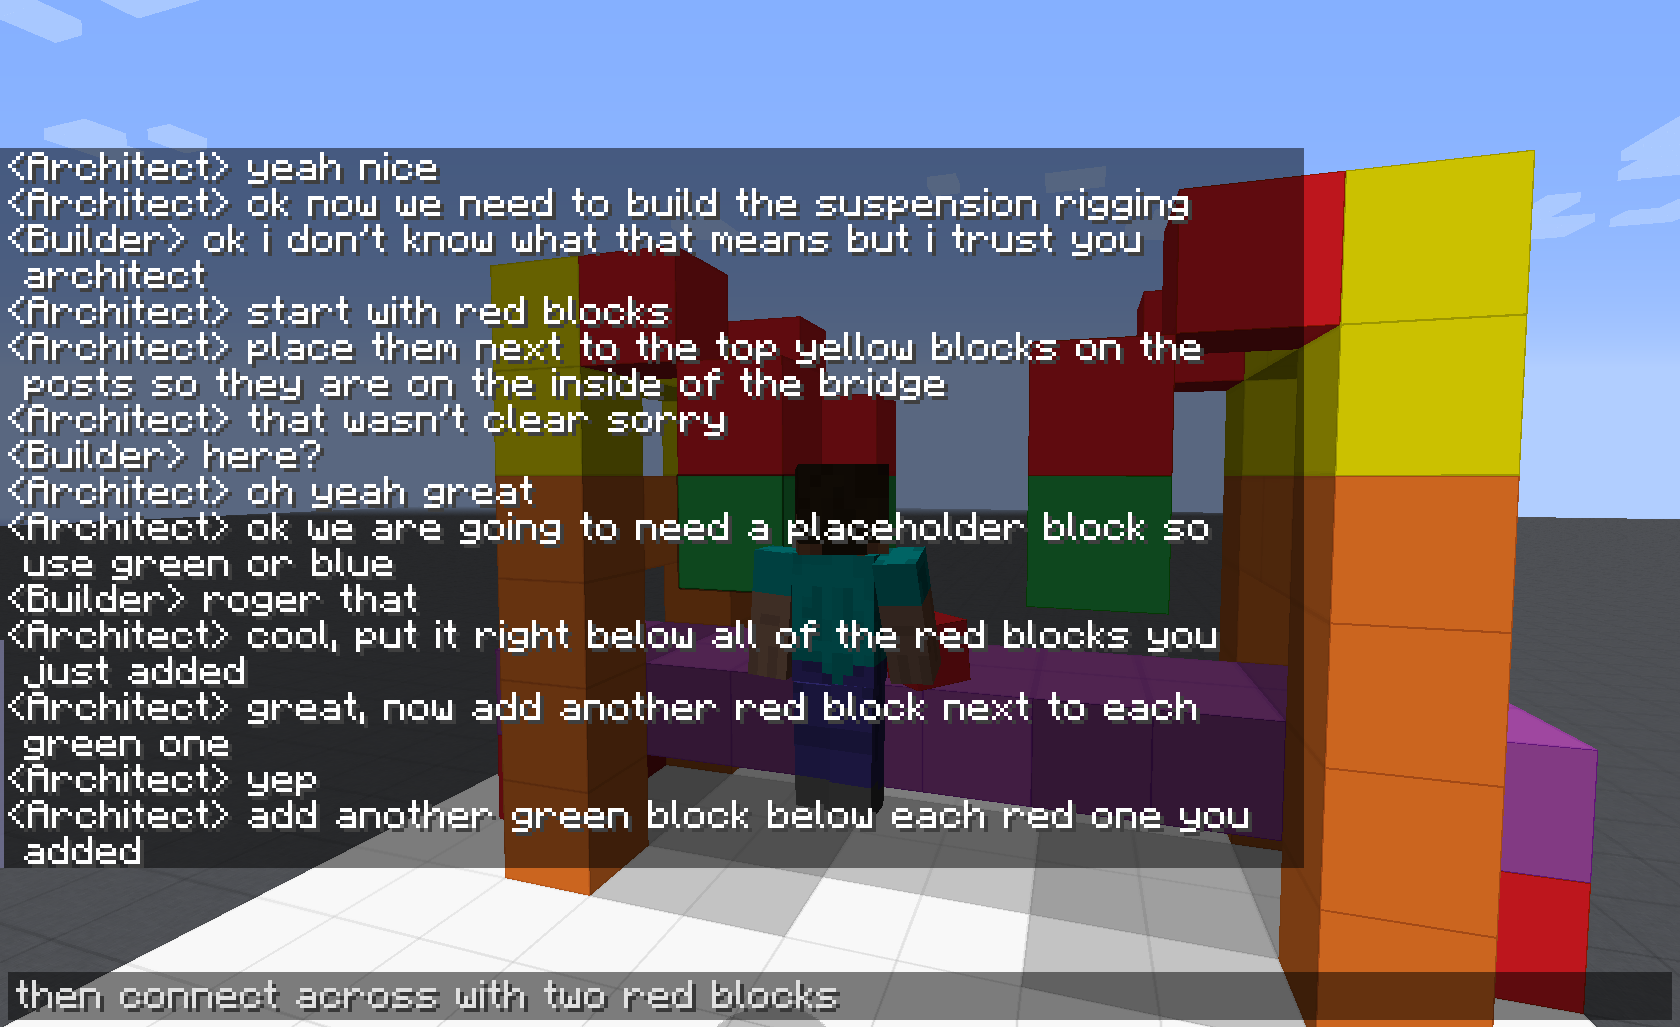 <Architect> yeah nice
<Architect> ok now we need to build the suspension rigging
<Builder> ok i don't know what that means but i trust you
architect
<Architect> start with red blocks
<Architect> place them next to the top yellow blocks on the
posts so they are on the inside of the bridge
<Architect> that wasn't clear sorry
<Builder> here?
<Architect> oh yeah great
<Architect> ok we are going to need a placeholder block so
use green or blue
<Builder> roger that
<Architect> cool, put it right below all of the red blocks you
just added
<Architect> great, now add another red block next to each
green one
<Architect> yep
<Architect> add another green block below each red one you
added
then connect across with two red blocks